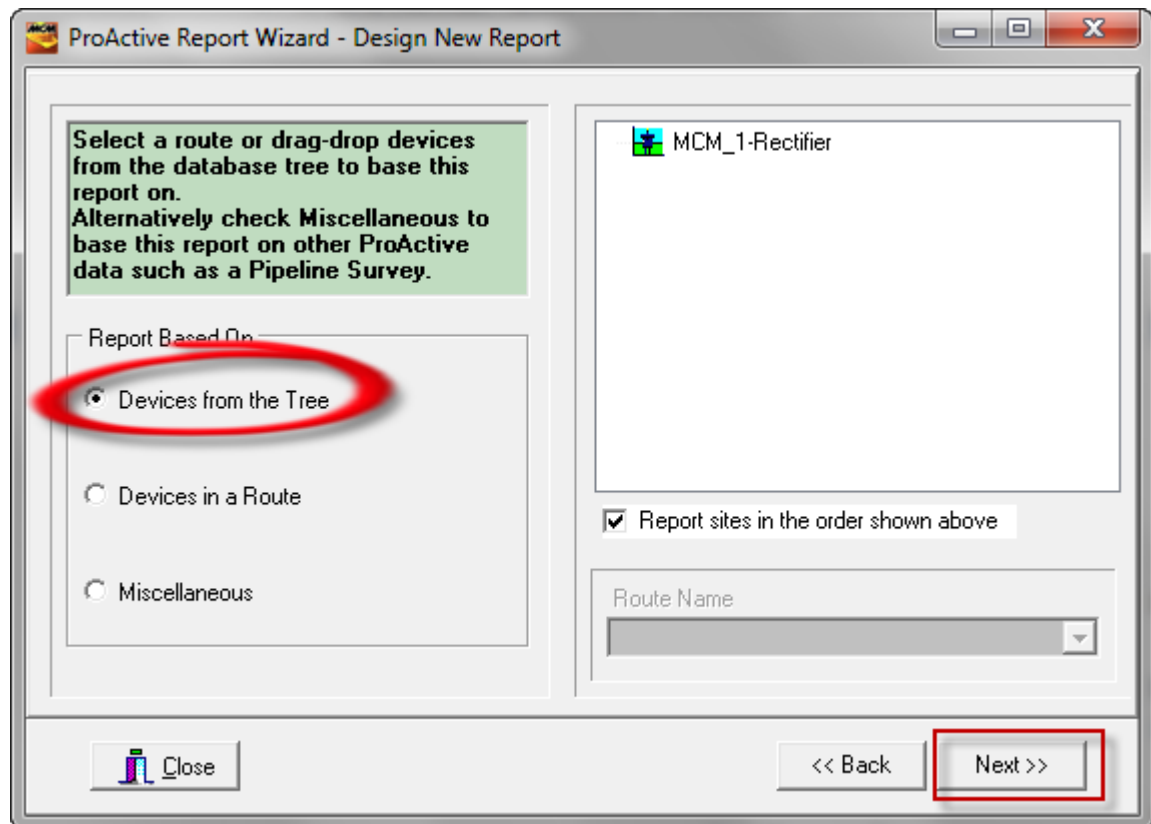 MCM
ProActive Report Wizard - Design New Report
Select a route or drag-drop devices
from the database tree to base this
report on.
Alternatively check Miscellaneous to
base this report on other ProActive
data such as a Pipeline Survey.
Report Based On
Devices from the Tree
Devices in a Route
Miscellaneous
MCM_1-Rectifier
Report sites in the order shown above
Route Name
Close
<< Back
Next >>